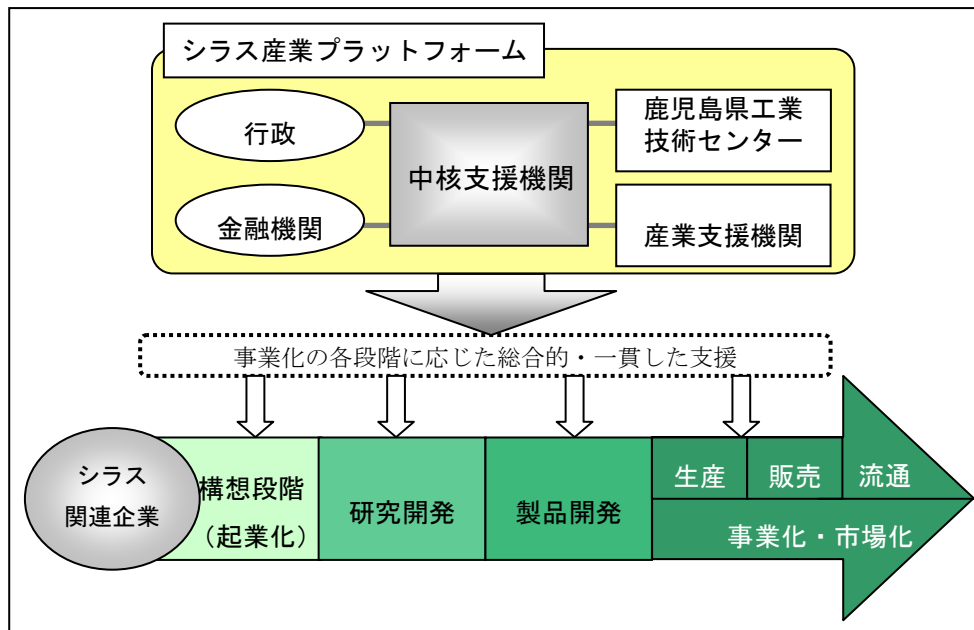 シラス産業プラットフォーム
行政
金融機関
中核支援機関
鹿児島県工業
技術センター
産業支援機関
事業化の各段階に応じた総合的・一貫した支援
シラス
関連企業
構想段階
（起業化）
研究開発
製品開発
生産
販売
流通
事業化・市場化